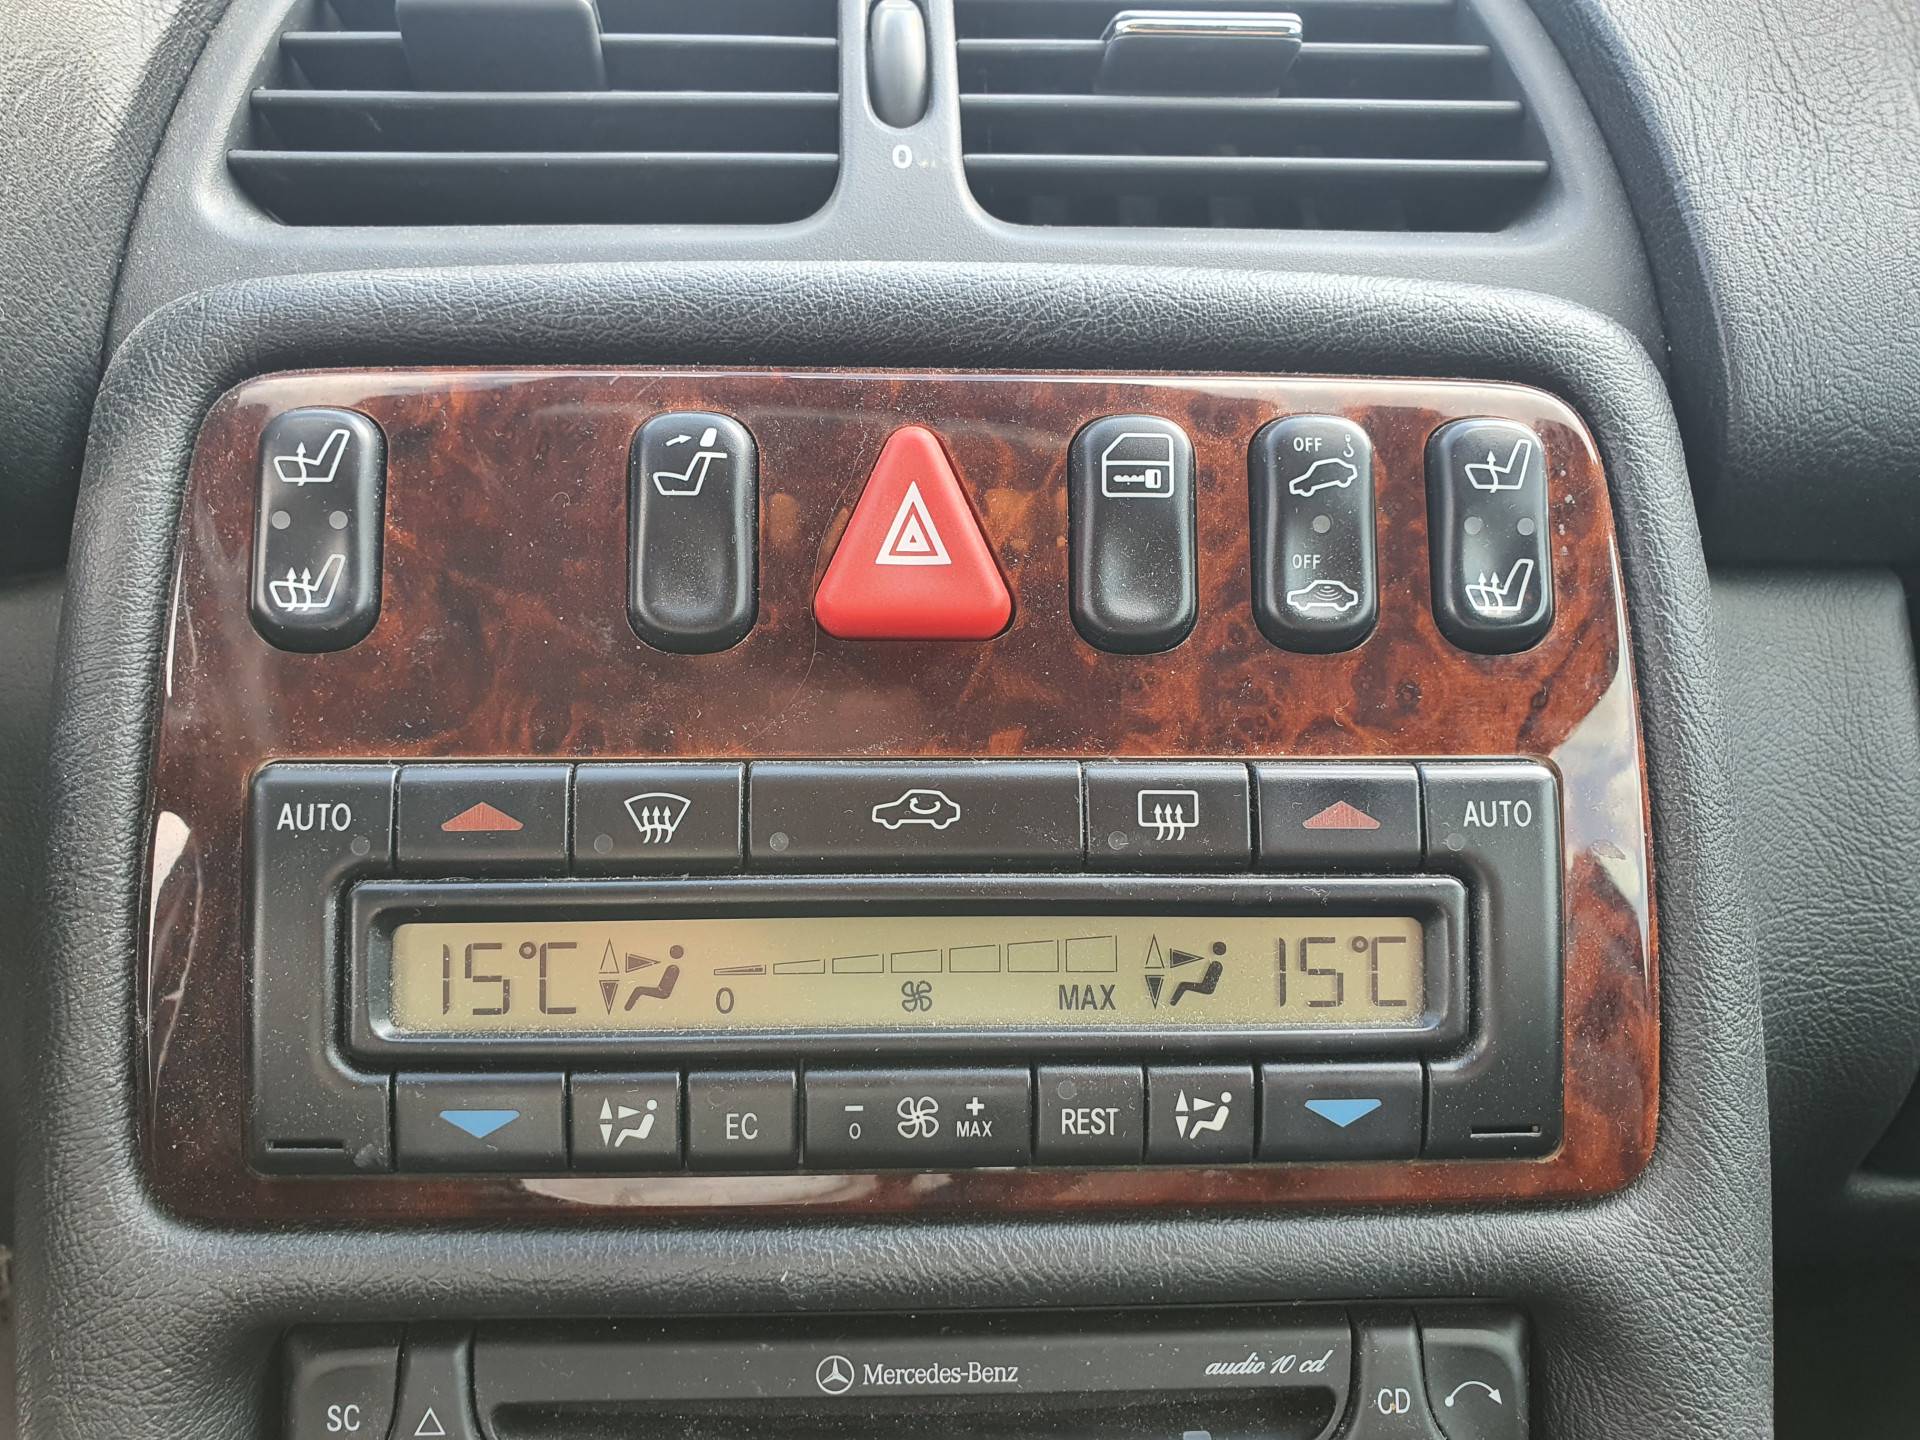 0
OFF
OFF
AUTO
AUTO
15°C
0
MAX
15°C
EC
−
0
+
MAX
REST
SC
Mercedes-Benz
audio 10 cd
CD